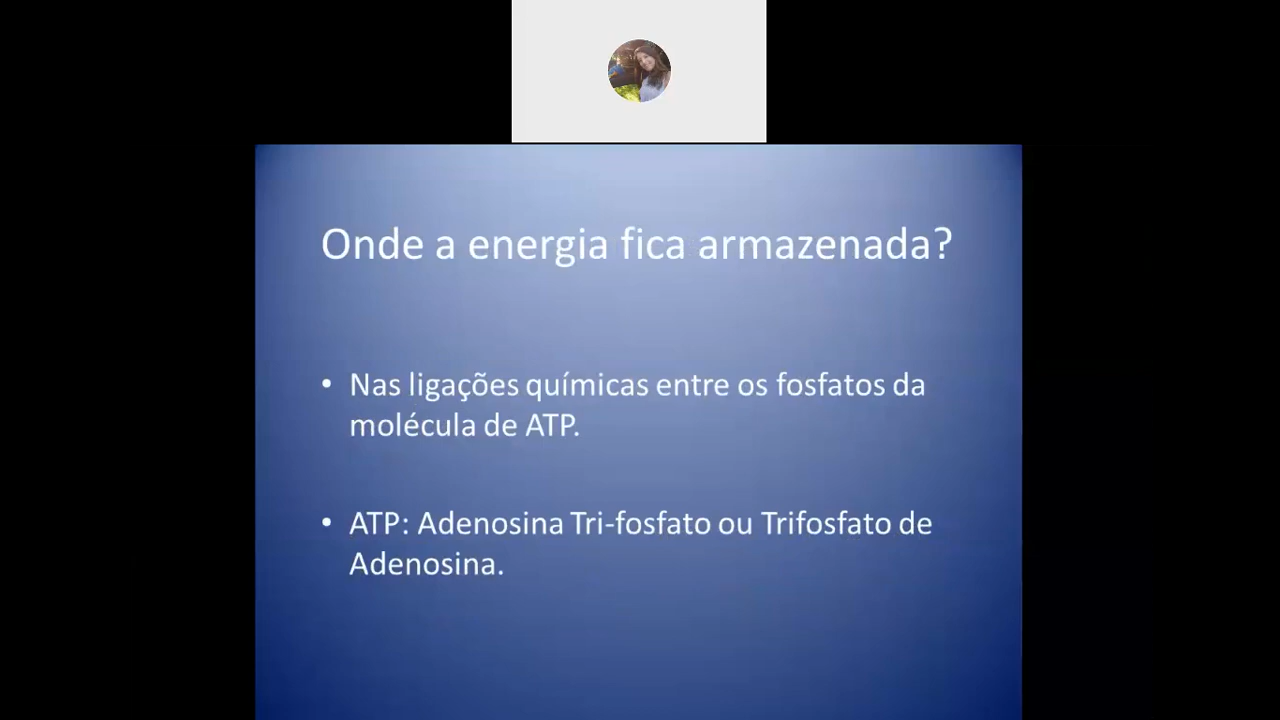 Onde a energia fica armazenada?
• Nas ligações químicas entre os fosfatos da
molécula de ATP.
• ATP: Adenosina Tri-fosfato ou Trifosfato de
Adenosina.